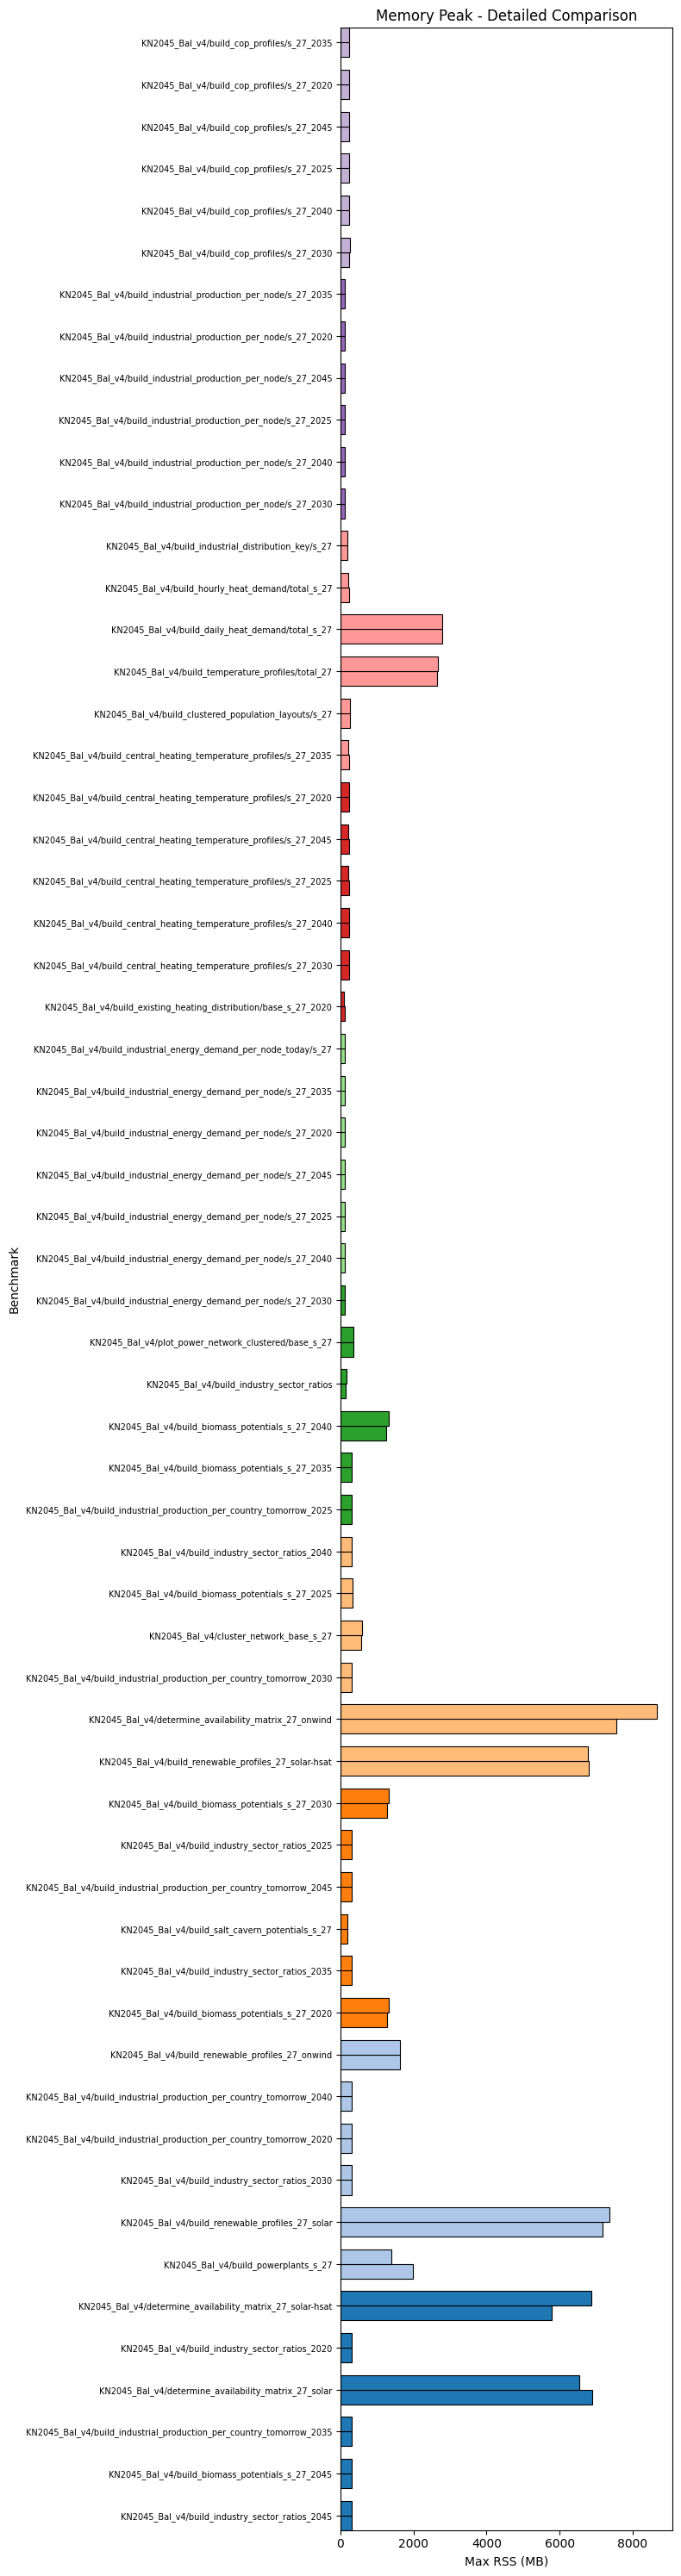 Memory Peak - Detailed Comparison
KN2045_Bal_v4/build_cop_profiles/s_27_2035
KN2045_Bal_v4/build_cop_profiles/s_27_2020
KN2045_Bal_v4/build_cop_profiles/s_27_2045
KN2045_Bal_v4/build_cop_profiles/s_27_2025
KN2045_Bal_v4/build_cop_profiles/s_27_2040
KN2045_Bal_v4/build_cop_profiles/s_27_2030
KN2045_Bal_v4/build_industrial_production_per_node/s_27_2035
KN2045_Bal_v4/build_industrial_production_per_node/s_27_2020
KN2045_Bal_v4/build_industrial_production_per_node/s_27_2045
KN2045_Bal_v4/build_industrial_production_per_node/s_27_2025
KN2045_Bal_v4/build_industrial_production_per_node/s_27_2040
KN2045_Bal_v4/build_industrial_production_per_node/s_27_2030
KN2045_Bal_v4/build_industrial_distribution_key/s_27
KN2045_Bal_v4/build_hourly_heat_demand/total_s_27
KN2045_Bal_v4/build_daily_heat_demand/total_s_27
KN2045_Bal_v4/build_temperature_profiles/total_27
KN2045_Bal_v4/build_clustered_population_layouts/s_27
KN2045_Bal_v4/build_central_heating_temperature_profiles/s_27_2035
KN2045_Bal_v4/build_central_heating_temperature_profiles/s_27_2020
KN2045_Bal_v4/build_central_heating_temperature_profiles/s_27_2045
KN2045_Bal_v4/build_central_heating_temperature_profiles/s_27_2025
KN2045_Bal_v4/build_central_heating_temperature_profiles/s_27_2040
KN2045_Bal_v4/build_central_heating_temperature_profiles/s_27_2030
KN2045_Bal_v4/build_existing_heating_distribution/base_s_27_2020
KN2045_Bal_v4/build_industrial_energy_demand_per_node_today/s_27
KN2045_Bal_v4/build_industrial_energy_demand_per_node/s_27_2035
KN2045_Bal_v4/build_industrial_energy_demand_per_node/s_27_2020
KN2045_Bal_v4/build_industrial_energy_demand_per_node/s_27_2045
KN2045_Bal_v4/build_industrial_energy_demand_per_node/s_27_2025
KN2045_Bal_v4/build_industrial_energy_demand_per_node/s_27_2040
Benchmark
KN2045_Bal_v4/build_industrial_energy_demand_per_node/s_27_2030
KN2045_Bal_v4/plot_power_network_clustered/base_s_27
KN2045_Bal_v4/build_industry_sector_ratios
KN2045_Bal_v4/build_biomass_potentials_s_27_2040
KN2045_Bal_v4/build_biomass_potentials_s_27_2035
KN2045_Bal_v4/build_industrial_production_per_country_tomorrow_2025
KN2045_Bal_v4/build_industry_sector_ratios_2040
KN2045_Bal_v4/build_biomass_potentials_s_27_2025
KN2045_Bal_v4/cluster_network_base_s_27
KN2045_Bal_v4/build_industrial_production_per_country_tomorrow_2030
KN2045_Bal_v4/determine_availability_matrix_27_onwind
KN2045_Bal_v4/build_renewable_profiles_27_solar-hsat
KN2045_Bal_v4/build_biomass_potentials_s_27_2030
KN2045_Bal_v4/build_industry_sector_ratios_2025
KN2045_Bal_v4/build_industrial_production_per_country_tomorrow_2045
KN2045_Bal_v4/build_salt_cavern_potentials_s_27
KN2045_Bal_v4/build_industry_sector_ratios_2035
KN2045_Bal_v4/build_biomass_potentials_s_27_2020
KN2045_Bal_v4/build_renewable_profiles_27_onwind
KN2045_Bal_v4/build_industrial_production_per_country_tomorrow_2040
KN2045_Bal_v4/build_industrial_production_per_country_tomorrow_2020
KN2045_Bal_v4/build_industry_sector_ratios_2030
KN2045_Bal_v4/build_renewable_profiles_27_solar
KN2045_Bal_v4/build_powerplants_s_27
KN2045_Bal_v4/determine_availability_matrix_27_solar-hsat
KN2045_Bal_v4/build_industry_sector_ratios_2020
KN2045_Bal_v4/determine_availability_matrix_27_solar
KN2045_Bal_v4/build_industrial_production_per_country_tomorrow_2035
KN2045_Bal_v4/build_biomass_potentials_s_27_2045
KN2045_Bal_v4/build_industry_sector_ratios_2045
0 2000 4000 6000 8000
Max RSS (MB)